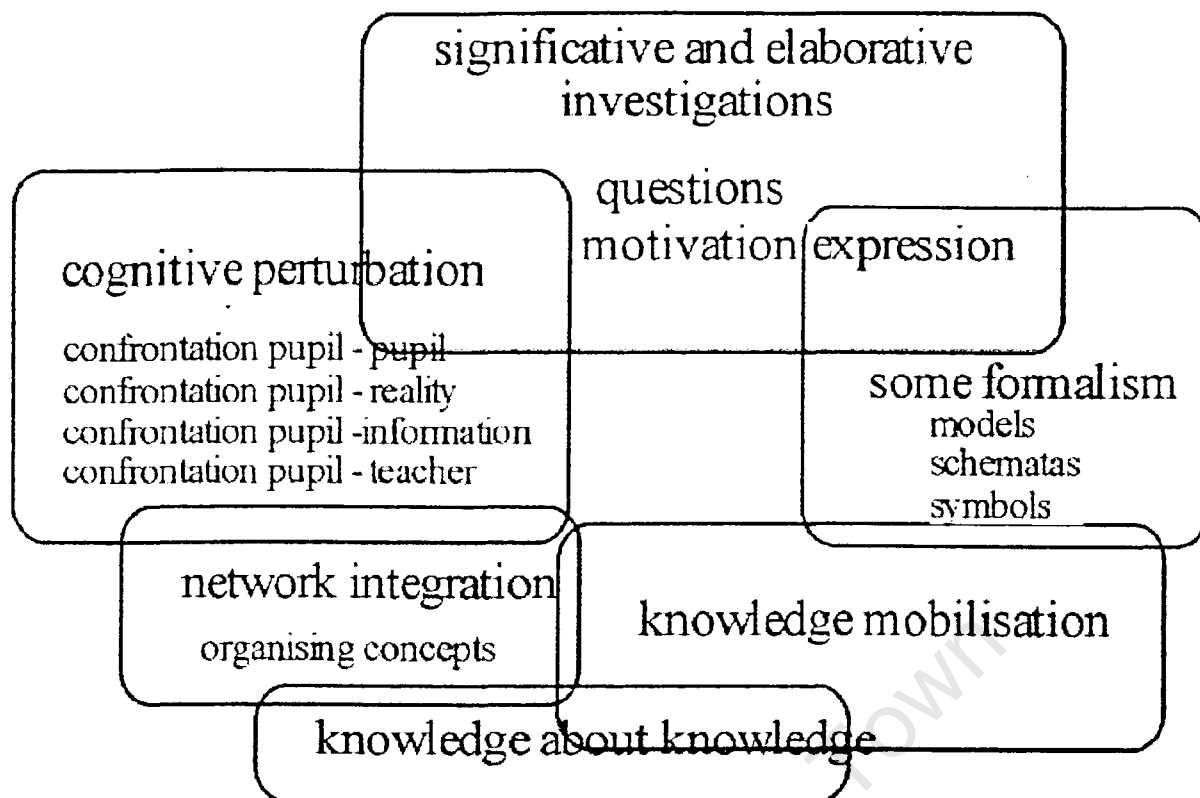 significative and elaborative
investigations
questions
motivation expression
cognitive perturbation
confrontation pupil - pupil
confrontation pupil - reality
confrontation pupil -information
confrontation pupil - teacher
some formalism
models
schematas
symbols
network integration
organising concepts
knowledge mobilisation
knowledge about knowledge
Town